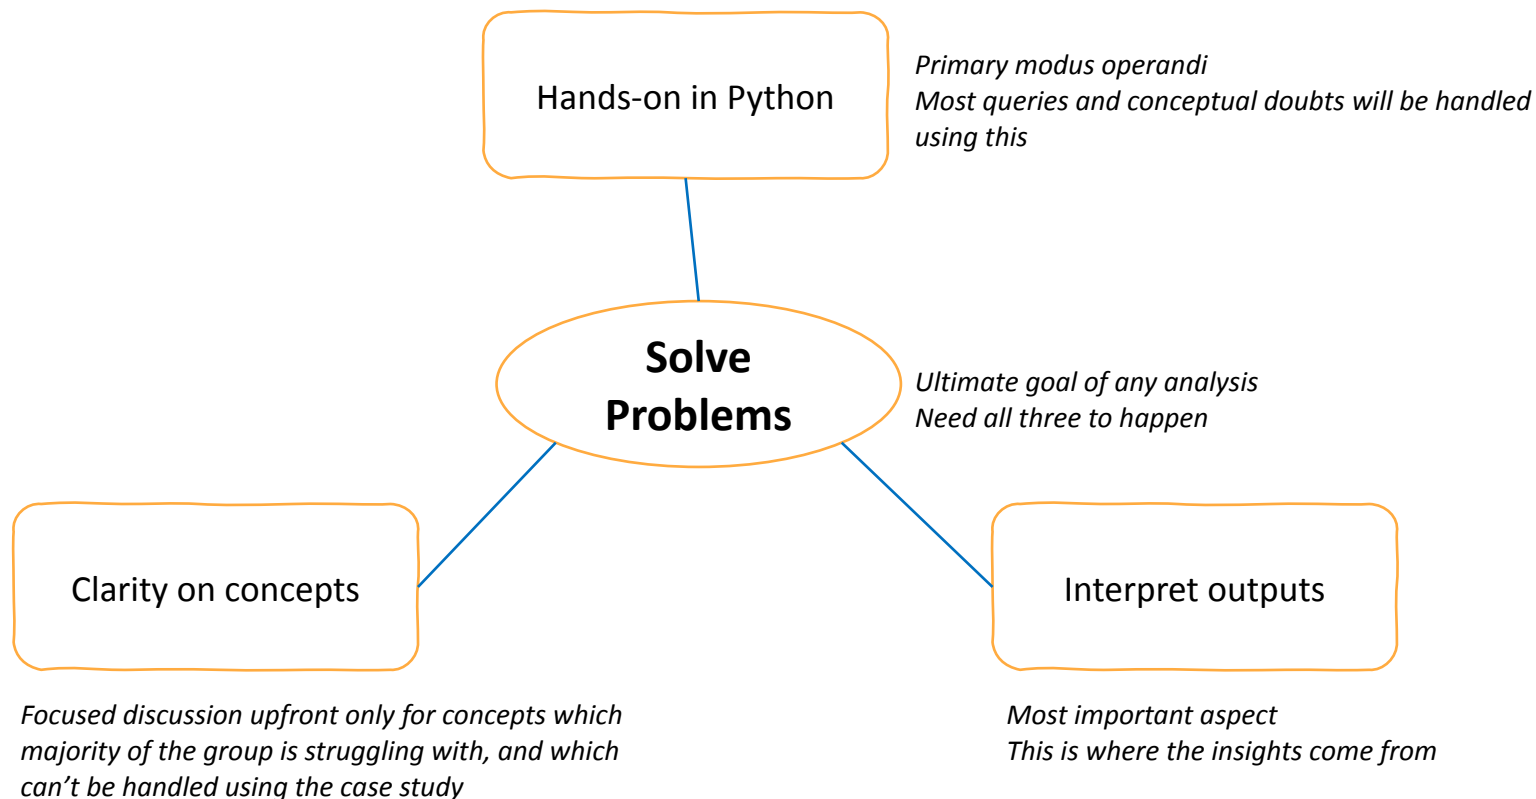 Hands-on in Python
Primary modus operandi
Most queries and conceptual doubts will be handled
using this
Solve
Problems
Ultimate goal of any analysis
Need all three to happen
Clarity on concepts
Focused discussion upfront only for concepts which
majority of the group is struggling with, and which
can’t be handled using the case study
Interpret outputs
Most important aspect
This is where the insights come from